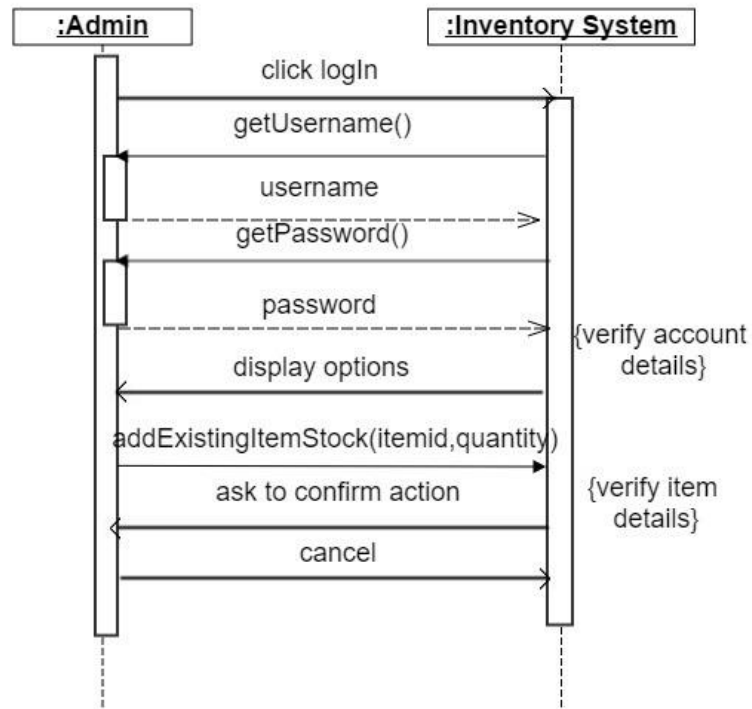 :Admin
:Inventory System
click logIn
getUsername()
username
getPassword()
password
{verify account
details}
display options
addExistingItemStock(itemid,quantity)
ask to confirm action
{verify item
details}
cancel